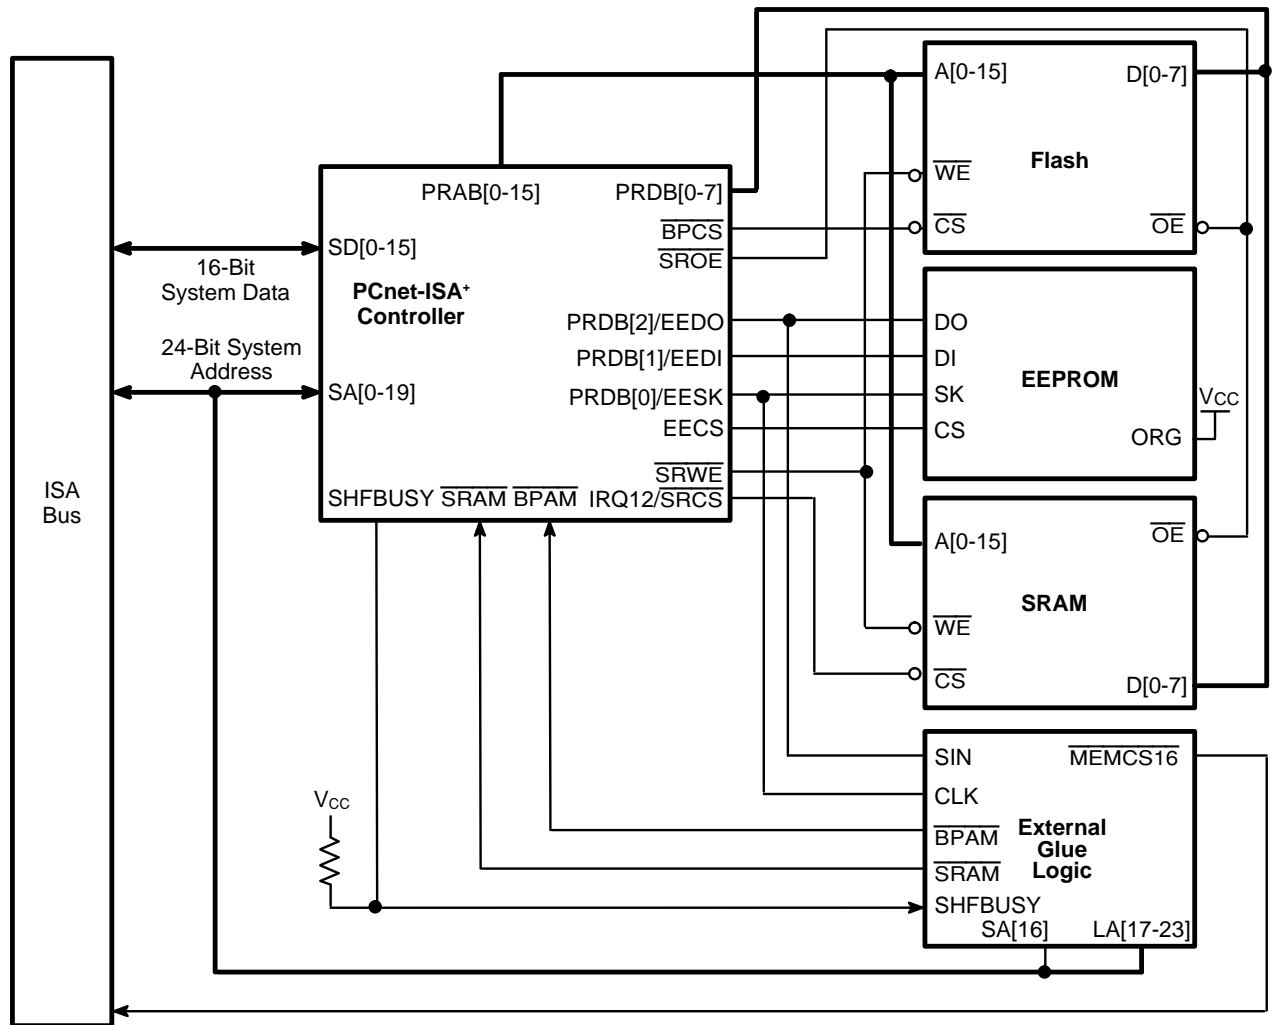 A[0-15]
D[0-7]
Flash
WE
CS
OE
PRAB[0-15]
PRDB[0-7]
BPCS
SROE
SD[0-15]
16-Bit
System Data
PCnet-ISA+
Controller
24-Bit System
Address
SA[0-19]
PRDB[2]/EEDO
PRDB[1]/EEDI
PRDB[0]/EESK
EECS
SRWE
SHFBUSY
SRAM
BPAM
IRQ12/SRCS
DO
DI
SK
CS
EEPROM
VCC
ORG
ISA
Bus
A[0-15]
OE
SRAM
WE
CS
D[0-7]
SIN
MEMCS16
CLK
BPAM
External
Glue
Logic
SRAM
SHFBUSY
SA[16]
LA[17-23]
VCC